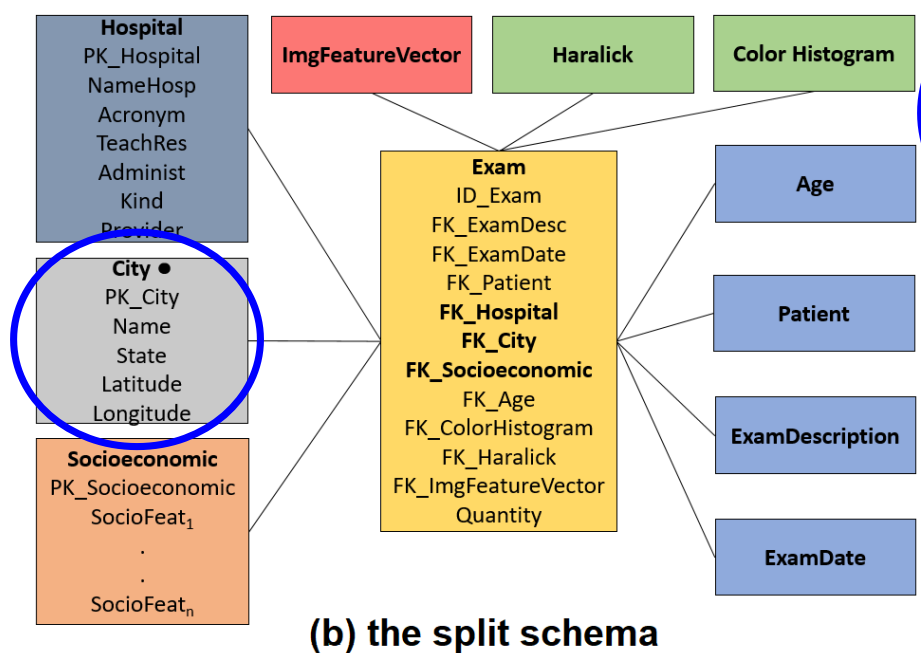 Hospital
PK_Hospital
NameHosp
Acronym
TeachRes
Administ
Kind
Provider
City ●
PK_City
Name
State
Latitude
Longitude
Socioeconomic
PK_Socioeconomic
SocioFeat₁
.
.
SocioFeatₙ
ImgFeatureVector
Haralick
Color Histogram
Exam
ID_Exam
FK_ExamDesc
FK_ExamDate
FK_Patient
FK_Hospital
FK_City
FK_Socioeconomic
FK_Age
FK_ColorHistogram
FK_Haralick
FK_ImgFeatureVector
Quantity
Age
Patient
ExamDescription
ExamDate
(b) the split schema